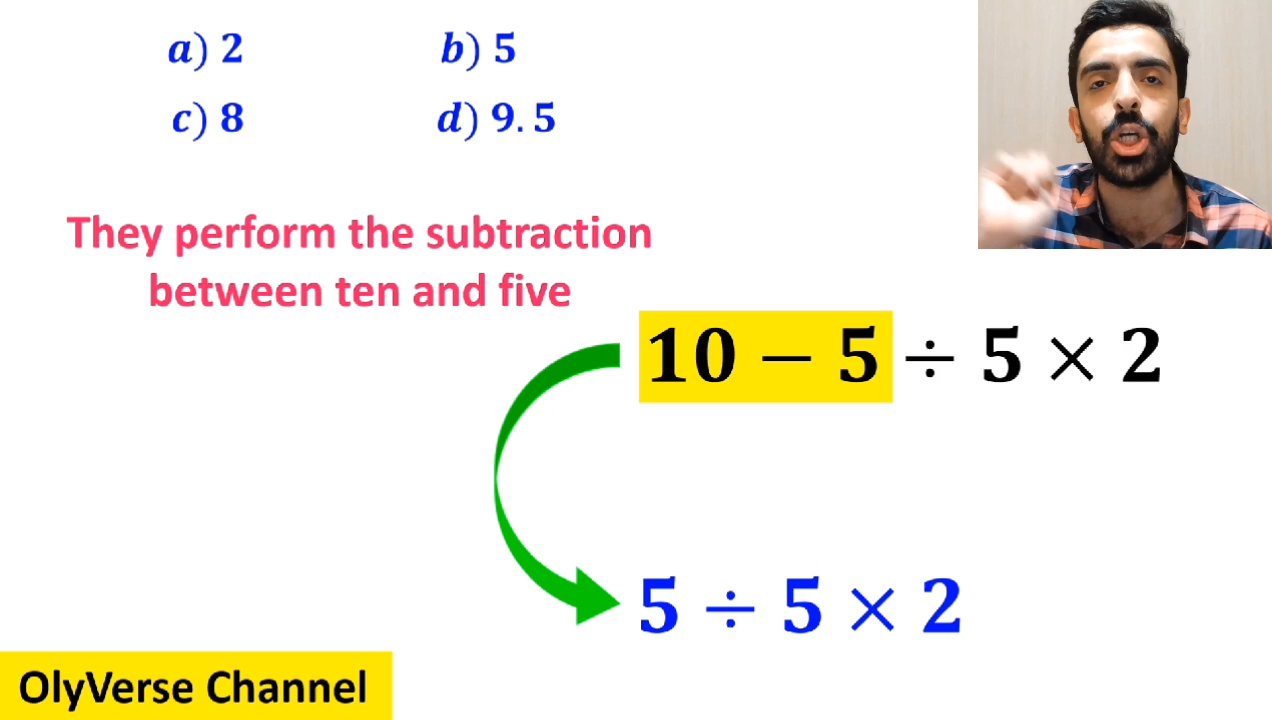 a) 2 b) 5
c) 8 d) 9.5
They perform the subtraction
between ten and five
10 − 5 ÷ 5 × 2
5 ÷ 5 × 2
OlyVerse Channel